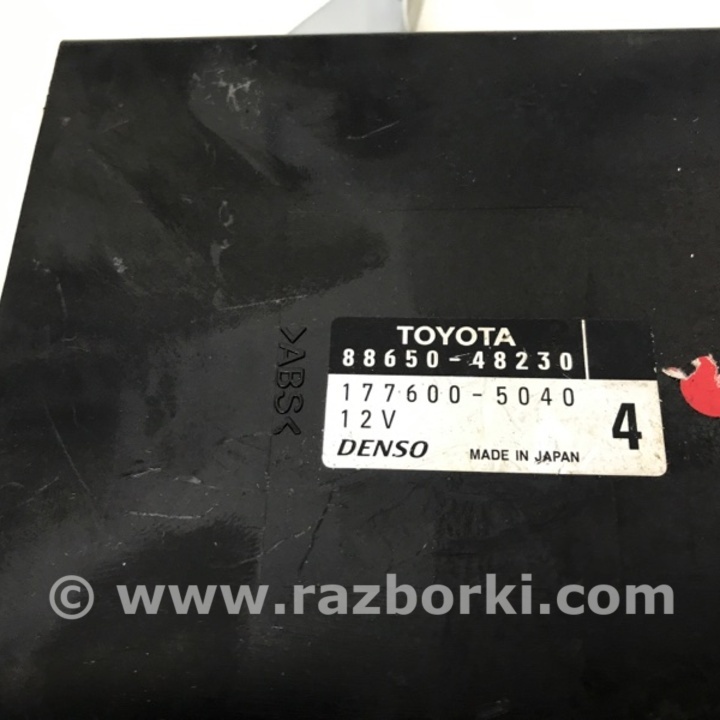 TOYOTA
88650-48230
177600-5040
12V
4
DENSO
MADE IN JAPAN
>ABS<
© www.razborki.com